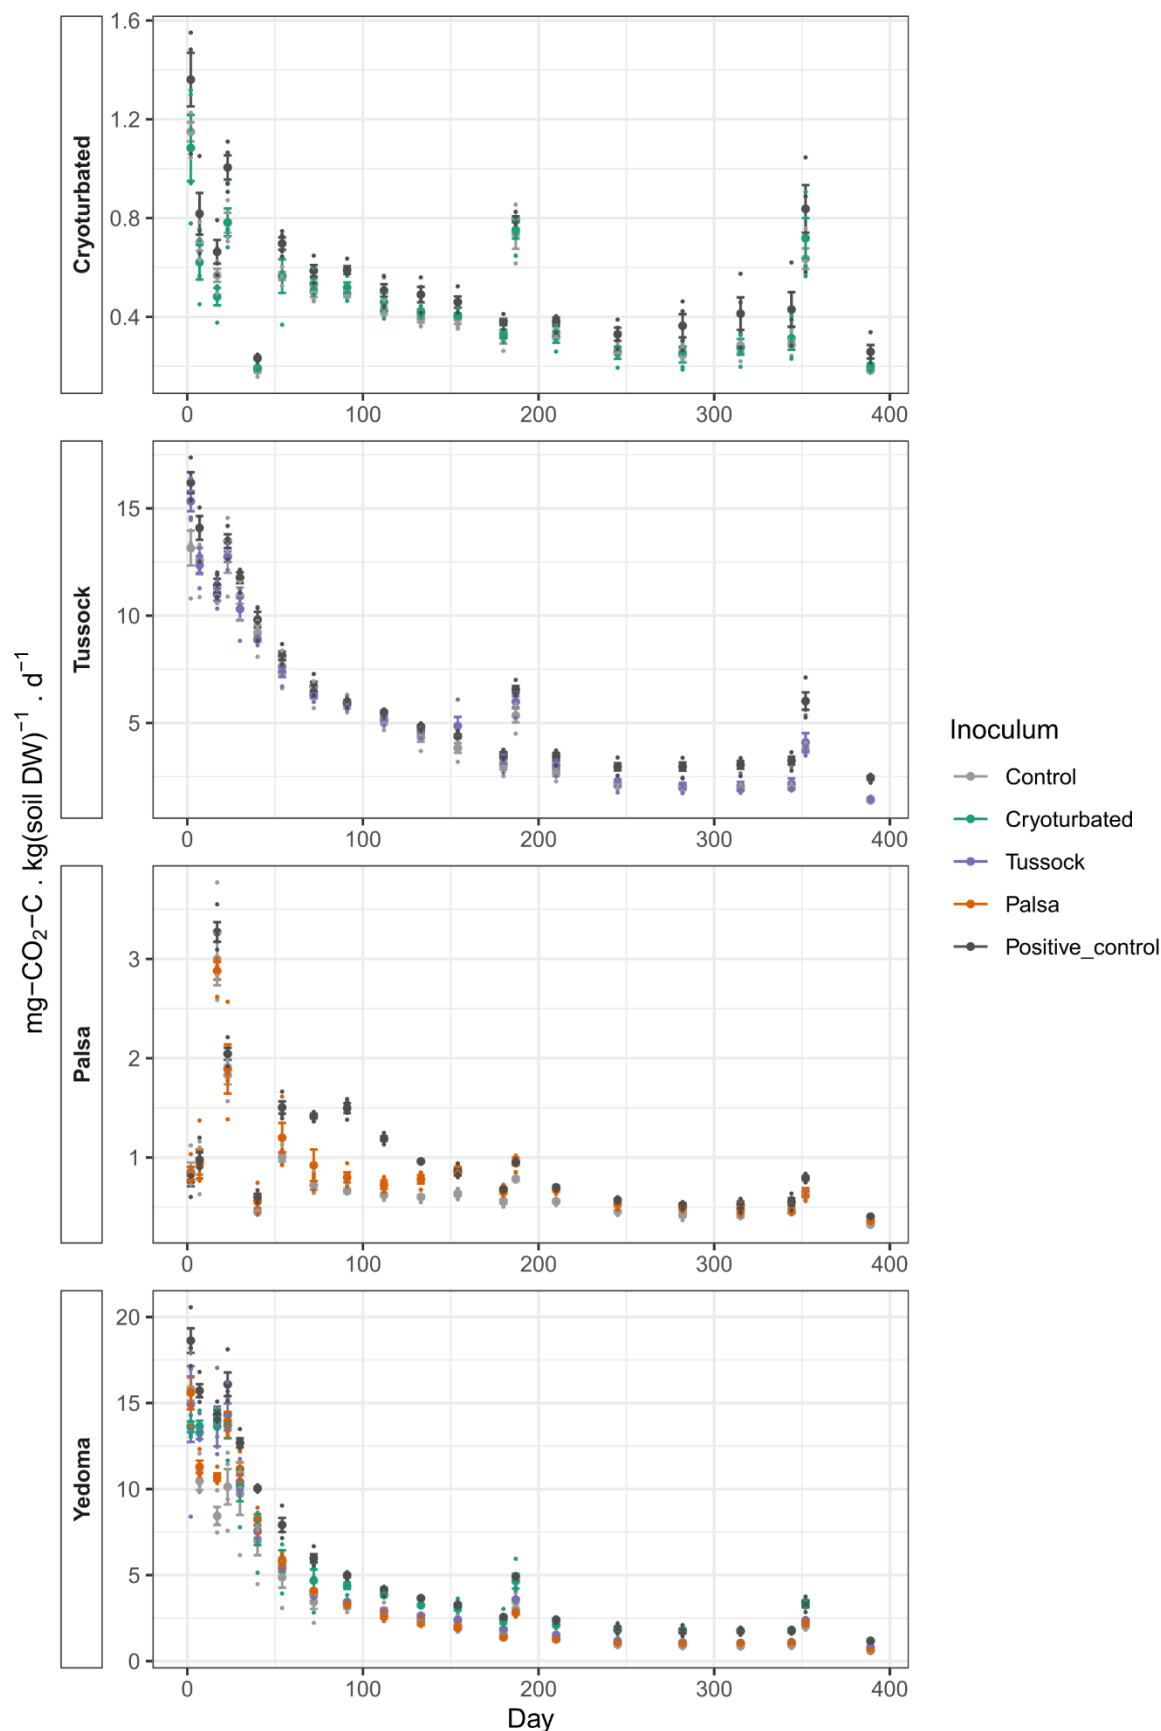 Cryoturbated
1.6
1.2
0.8
0.4
0 100 200 300 400
Tussock
15
10
5
0 100 200 300 400
Palsa
3
2
1
0 100 200 300 400
Yedoma
20
15
10
5
0
0 100 200 300 400
Day
mg−CO₂−C . kg(soil DW)⁻¹ . d⁻¹
Inoculum
Control
Cryoturbated
Tussock
Palsa
Positive_control